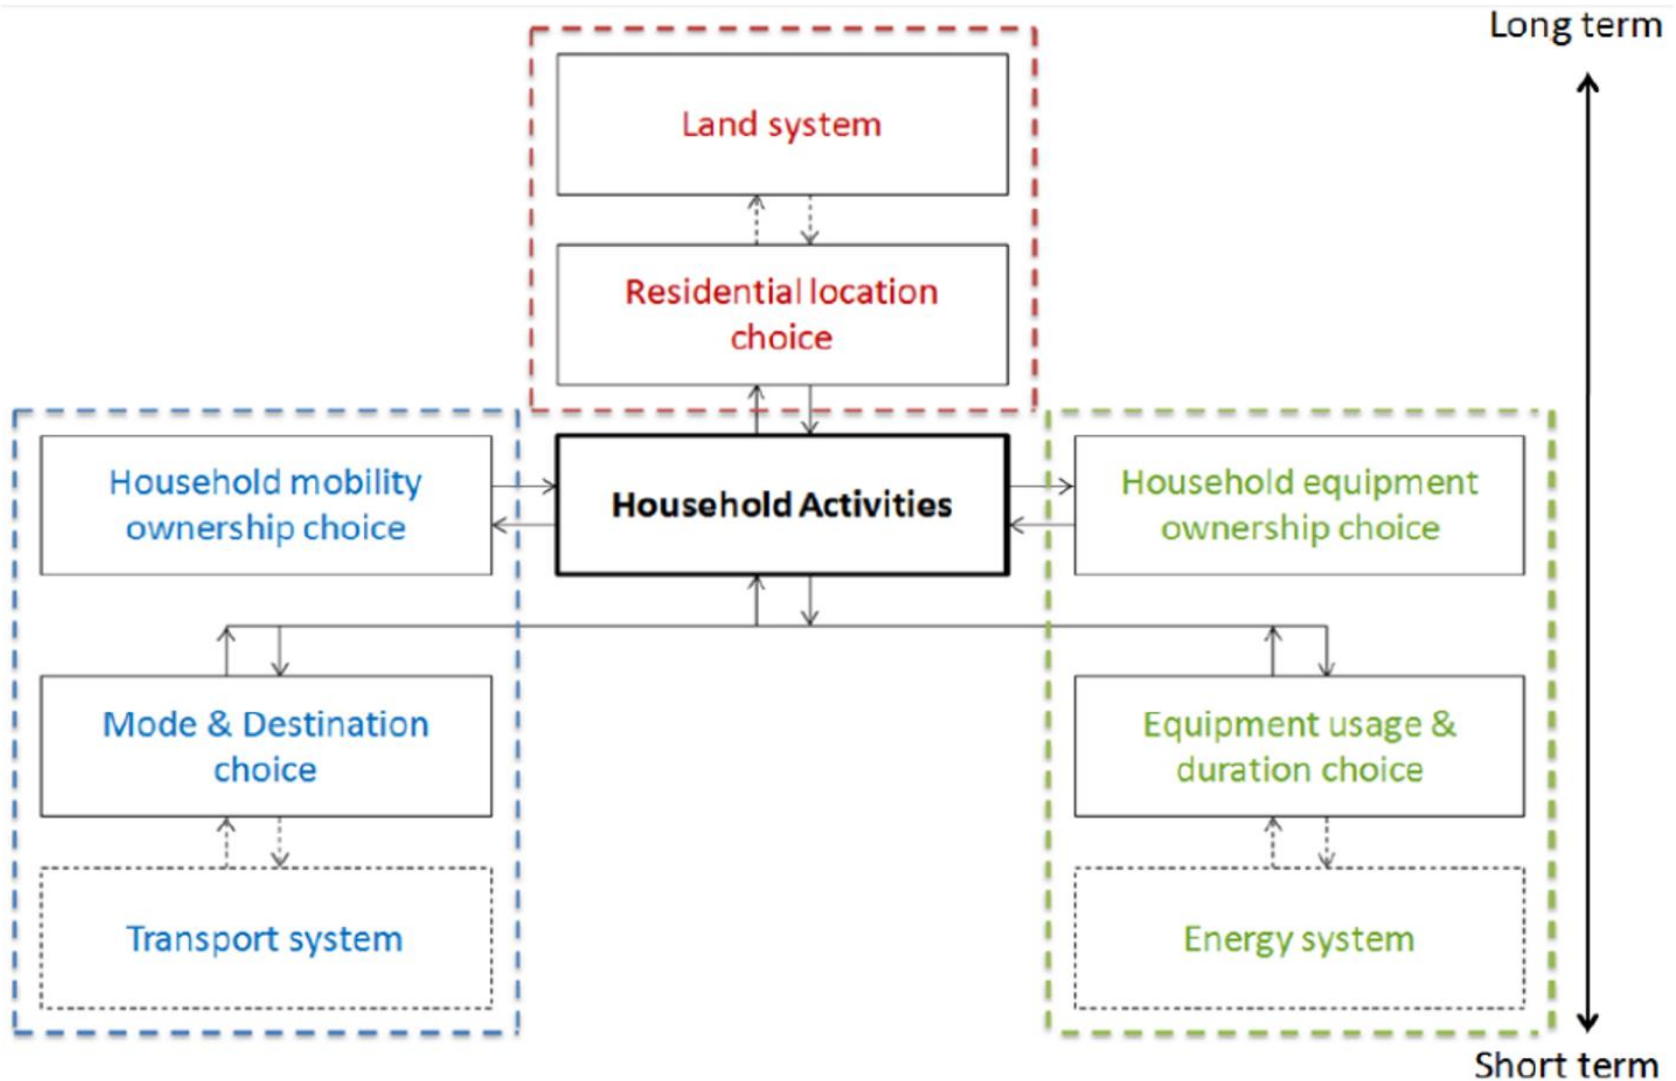 Long term
Land system
Residential location
choice
Household mobility
ownership choice
Household Activities
Household equipment
ownership choice
Mode & Destination
choice
Equipment usage &
duration choice
Transport system
Energy system
Short term